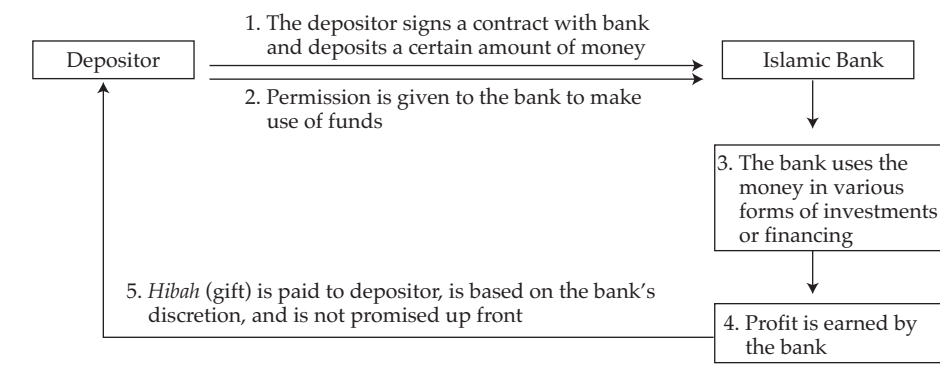 1. The depositor signs a contract with bank
and deposits a certain amount of money
Depositor
Islamic Bank
2. Permission is given to the bank to make
use of funds
3. The bank uses the
money in various
forms of investments
or financing
5. Hibah (gift) is paid to depositor, is based on the bank's
discretion, and is not promised up front
4. Profit is earned by
the bank